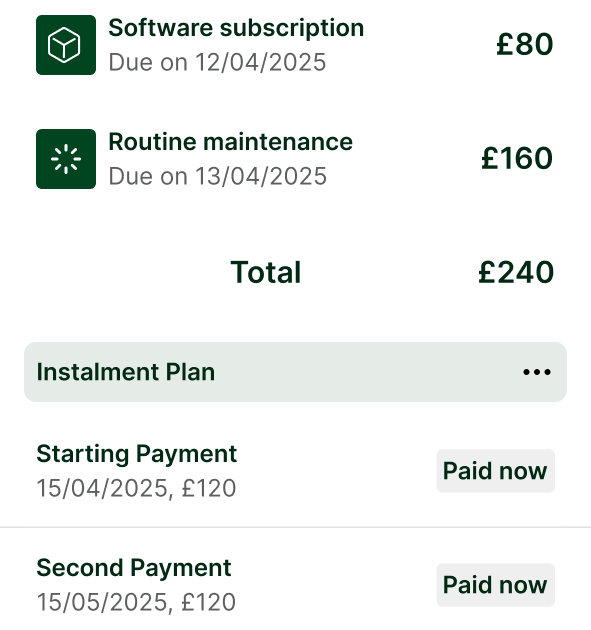 Software subscription
£80
Due on 12/04/2025
Routine maintenance
£160
Due on 13/04/2025
Total £240
Instalment Plan
Starting Payment
15/04/2025, £120
Paid now
Second Payment
15/05/2025, £120
Paid now